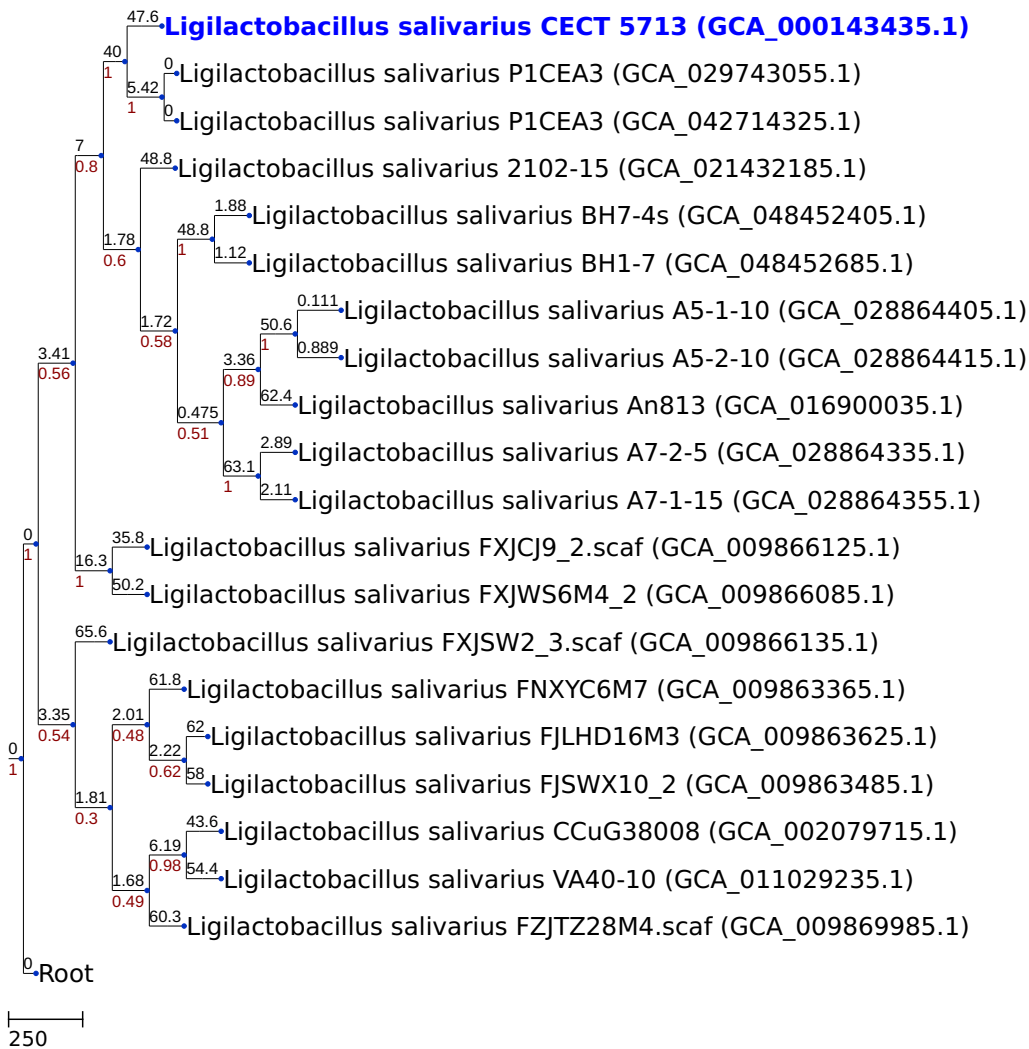 47.6
Ligilactobacillus salivarius CECT 5713 (GCA_000143435.1)
40
1
0
Ligilactobacillus salivarius P1CEA3 (GCA_029743055.1)
5.42
1
0
Ligilactobacillus salivarius P1CEA3 (GCA_042714325.1)
7
0.8
48.8
Ligilactobacillus salivarius 2102-15 (GCA_021432185.1)
1.88
Ligilactobacillus salivarius BH7-4s (GCA_048452405.1)
1.78
0.6
48.8
1
1.12
Ligilactobacillus salivarius BH1-7 (GCA_048452685.1)
0.111
Ligilactobacillus salivarius A5-1-10 (GCA_028864405.1)
1.72
0.58
50.6
1
0.889
Ligilactobacillus salivarius A5-2-10 (GCA_028864415.1)
3.41
0.56
3.36
0.89
62.4
Ligilactobacillus salivarius An813 (GCA_016900035.1)
0.475
0.51
2.89
Ligilactobacillus salivarius A7-2-5 (GCA_028864335.1)
63.1
1
2.11
Ligilactobacillus salivarius A7-1-15 (GCA_028864355.1)
0
1
35.8
Ligilactobacillus salivarius FXJCJ9_2.scaf (GCA_009866125.1)
16.3
1
50.2
Ligilactobacillus salivarius FXJWS6M4_2 (GCA_009866085.1)
65.6
Ligilactobacillus salivarius FXJSW2_3.scaf (GCA_009866135.1)
61.8
Ligilactobacillus salivarius FNXYC6M7 (GCA_009863365.1)
3.35
0.54
2.01
0.48
62
Ligilactobacillus salivarius FJLHD16M3 (GCA_009863625.1)
2.22
0.62
58
Ligilactobacillus salivarius FJSWX10_2 (GCA_009863485.1)
0
1
1.81
0.3
43.6
Ligilactobacillus salivarius CCuG38008 (GCA_002079715.1)
6.19
0.98
54.4
Ligilactobacillus salivarius VA40-10 (GCA_011029235.1)
1.68
0.49
60.3
Ligilactobacillus salivarius FZJTZ28M4.scaf (GCA_009869985.1)
0
Root
250